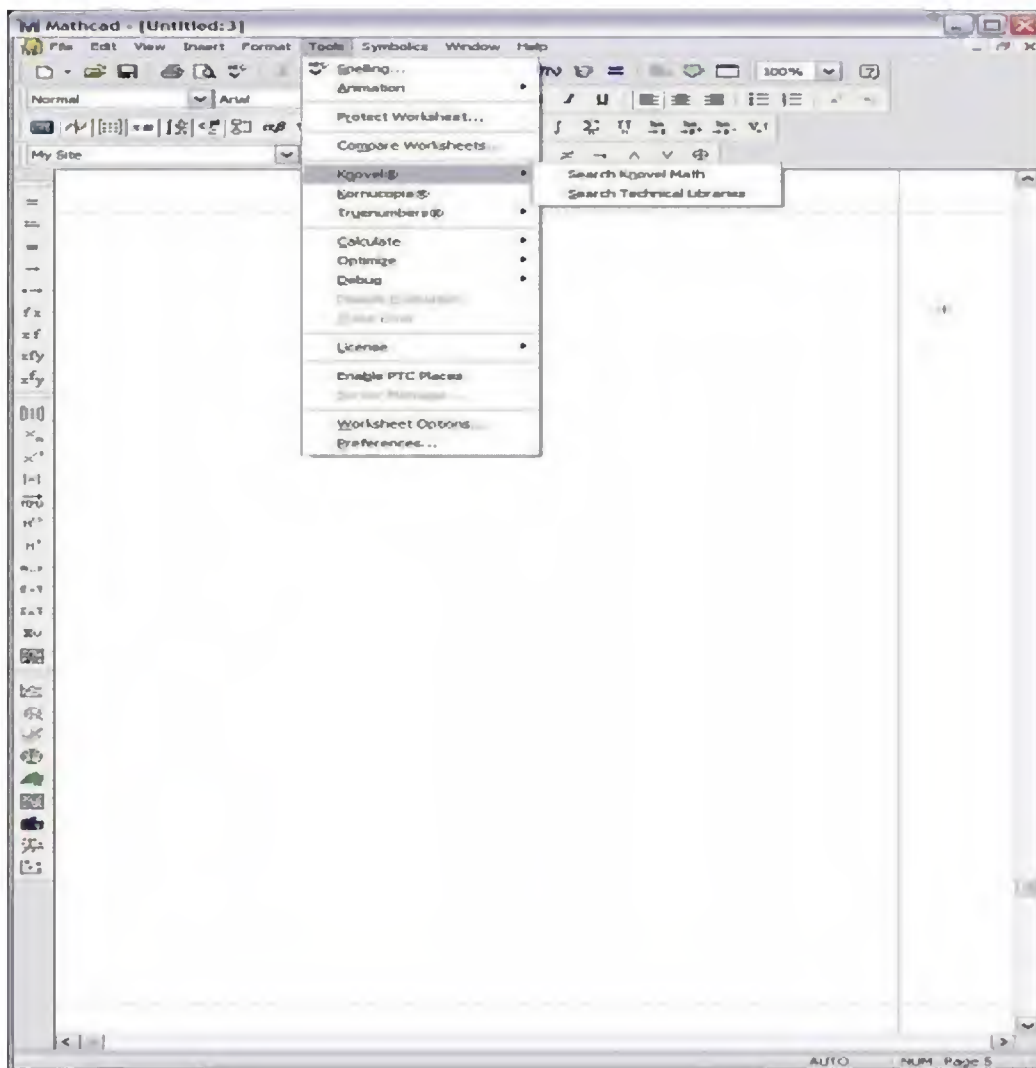 Mathcad - [Untitled:3]
File Edit View Insert Format Tools Symbolics Window Help
100%
Normal Arial
My Site
Spelling...
Animation
Protect Worksheet...
Compare Worksheets...
Knovel®
Kornucopia®
Truenumbers®
Calculate
Optimize
Debug
License
Enable PTC Places
Worksheet Options...
Preferences...
Search Knovel Math
Search Technical Libraries
AUTO NUM Page 5